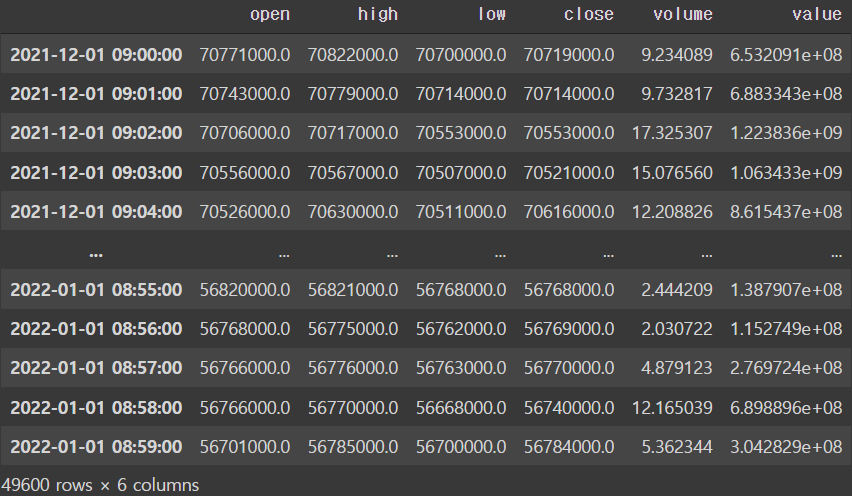 open high low close volume value
2021-12-01 09:00:00 70771000.0 70822000.0 70700000.0 70719000.0 9.234089 6.532091e+08
2021-12-01 09:01:00 70743000.0 70779000.0 70714000.0 70714000.0 9.732817 6.883343e+08
2021-12-01 09:02:00 70706000.0 70717000.0 70553000.0 70553000.0 17.325307 1.223836e+09
2021-12-01 09:03:00 70556000.0 70567000.0 70507000.0 70521000.0 15.076560 1.063433e+09
2021-12-01 09:04:00 70526000.0 70630000.0 70511000.0 70616000.0 12.208826 8.615437e+08
... ... ... ... ... ... ...
2022-01-01 08:55:00 56820000.0 56821000.0 56768000.0 56768000.0 2.444209 1.387907e+08
2022-01-01 08:56:00 56768000.0 56775000.0 56762000.0 56769000.0 2.030722 1.152749e+08
2022-01-01 08:57:00 56766000.0 56776000.0 56763000.0 56770000.0 4.879123 2.769724e+08
2022-01-01 08:58:00 56766000.0 56770000.0 56668000.0 56740000.0 12.165039 6.898896e+08
2022-01-01 08:59:00 56701000.0 56785000.0 56700000.0 56784000.0 5.362344 3.042829e+08
49600 rows × 6 columns